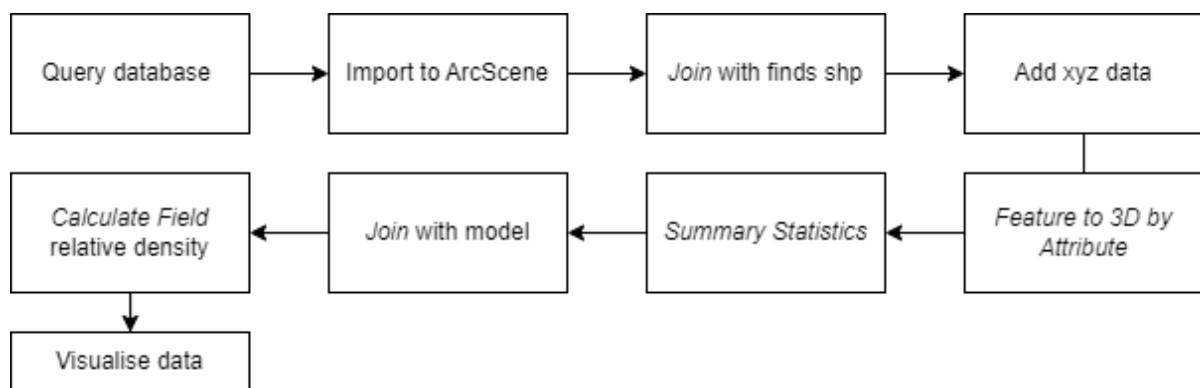 Query database
Import to ArcScene
Join with finds shp
Add xyz data
Feature to 3D by
Attribute
Summary Statistics
Join with model
Calculate Field
relative density
Visualise data